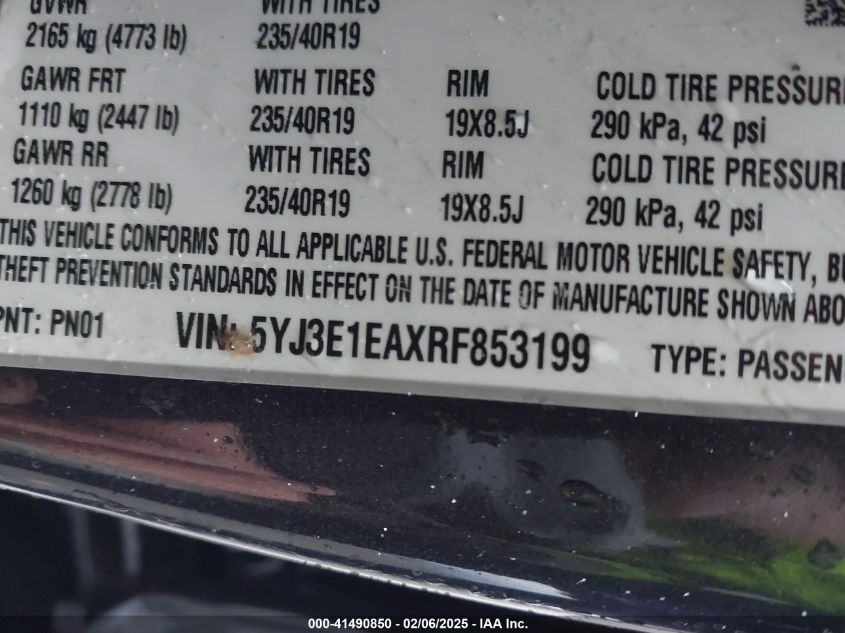 GVWR WITH TIRES
2165 kg (4773 lb) 235/40R19
GAWR FRT WITH TIRES RIM COLD TIRE PRESSURE
1110 kg (2447 lb) 235/40R19 19X8.5J 290 kPa, 42 psi
GAWR RR WITH TIRES RIM COLD TIRE PRESSURE
1260 kg (2778 lb) 235/40R19 19X8.5J 290 kPa, 42 psi
THIS VEHICLE CONFORMS TO ALL APPLICABLE U.S. FEDERAL MOTOR VEHICLE SAFETY, BU
THEFT PREVENTION STANDARDS IN EFFECT ON THE DATE OF MANUFACTURE SHOWN ABO
PNT: PN01 VIN: 5YJ3E1EAXRF853199 TYPE: PASSEN
000-41490850 - 02/06/2025 - IAA Inc.